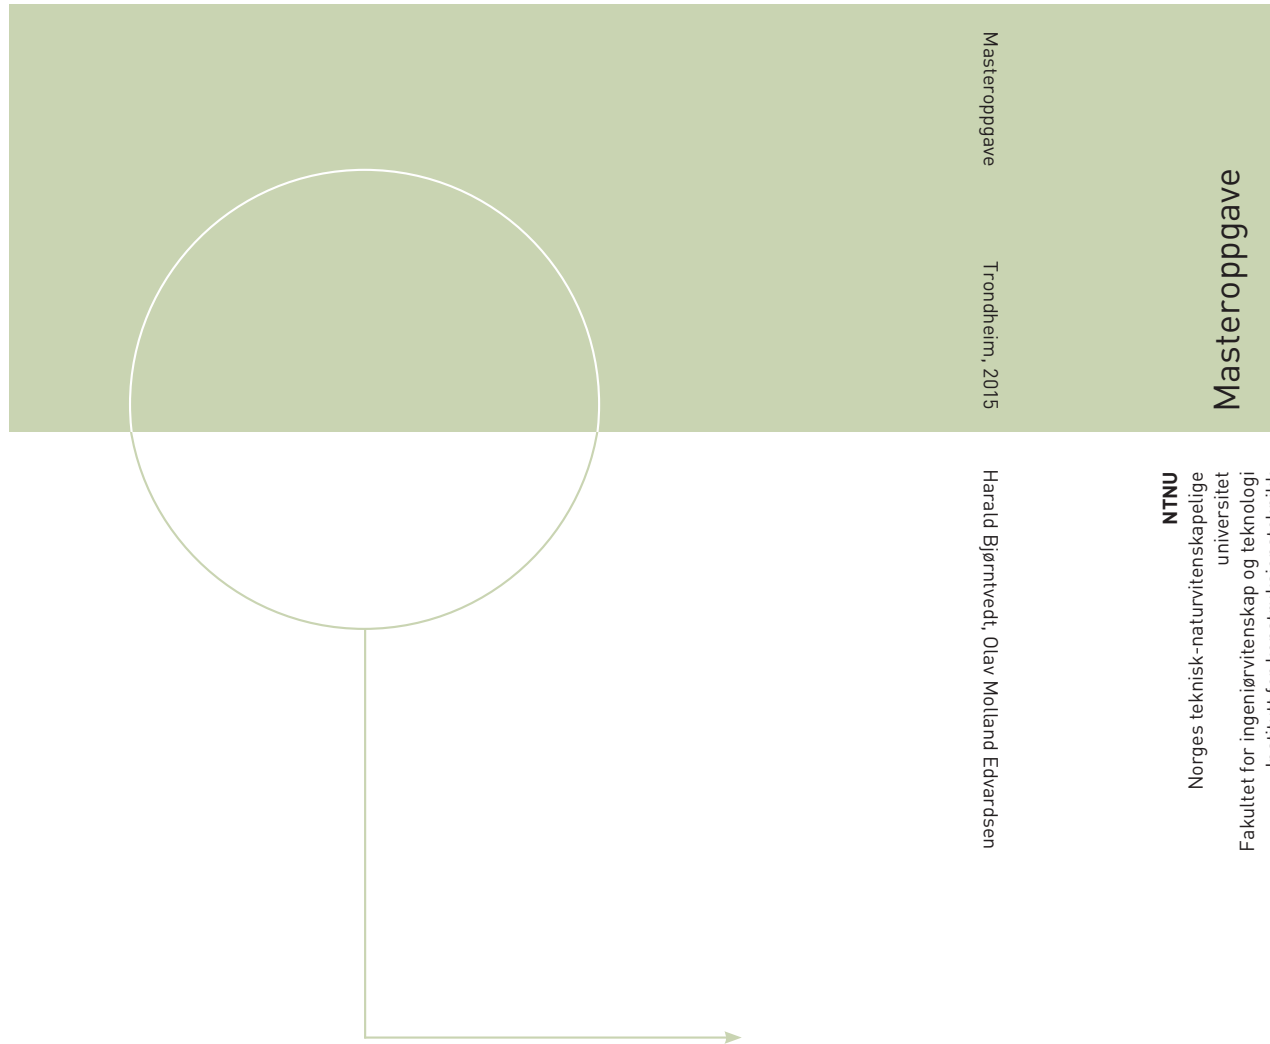 Masteroppgave
Trondheim, 2015
Harald Bjørntvedt, Olav Molland Edvardsen
Masteroppgave
NTNU
Norges teknisk-naturvitenskapelige
universitet
Fakultet for ingeniørvitenskap og teknologi